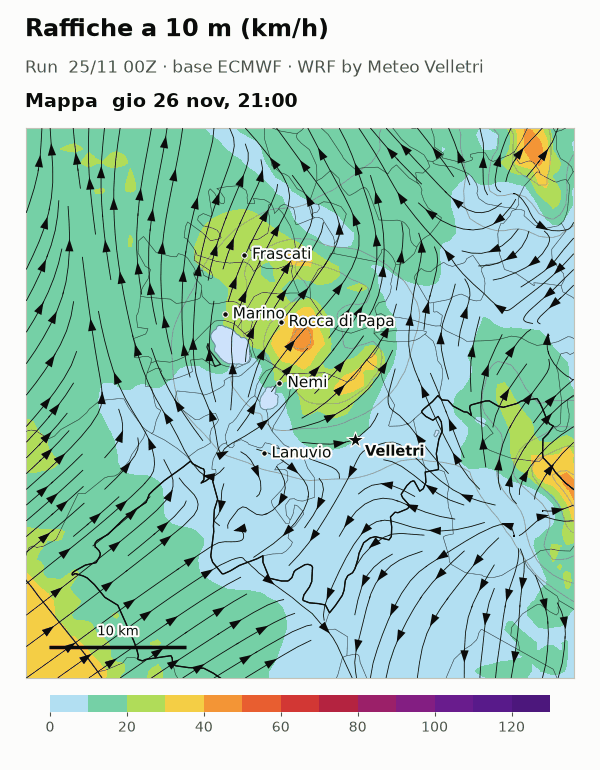 Raffiche a 10 m (km/h)
Run  25/11 00Z · base ECMWF · WRF by Meteo Velletri
Mappa  gio 26 nov, 21:00
Frascati
Marino
Rocca di Papa
Nemi
Velletri
Lanuvio
10 km
0 20 40 60 80 100 120